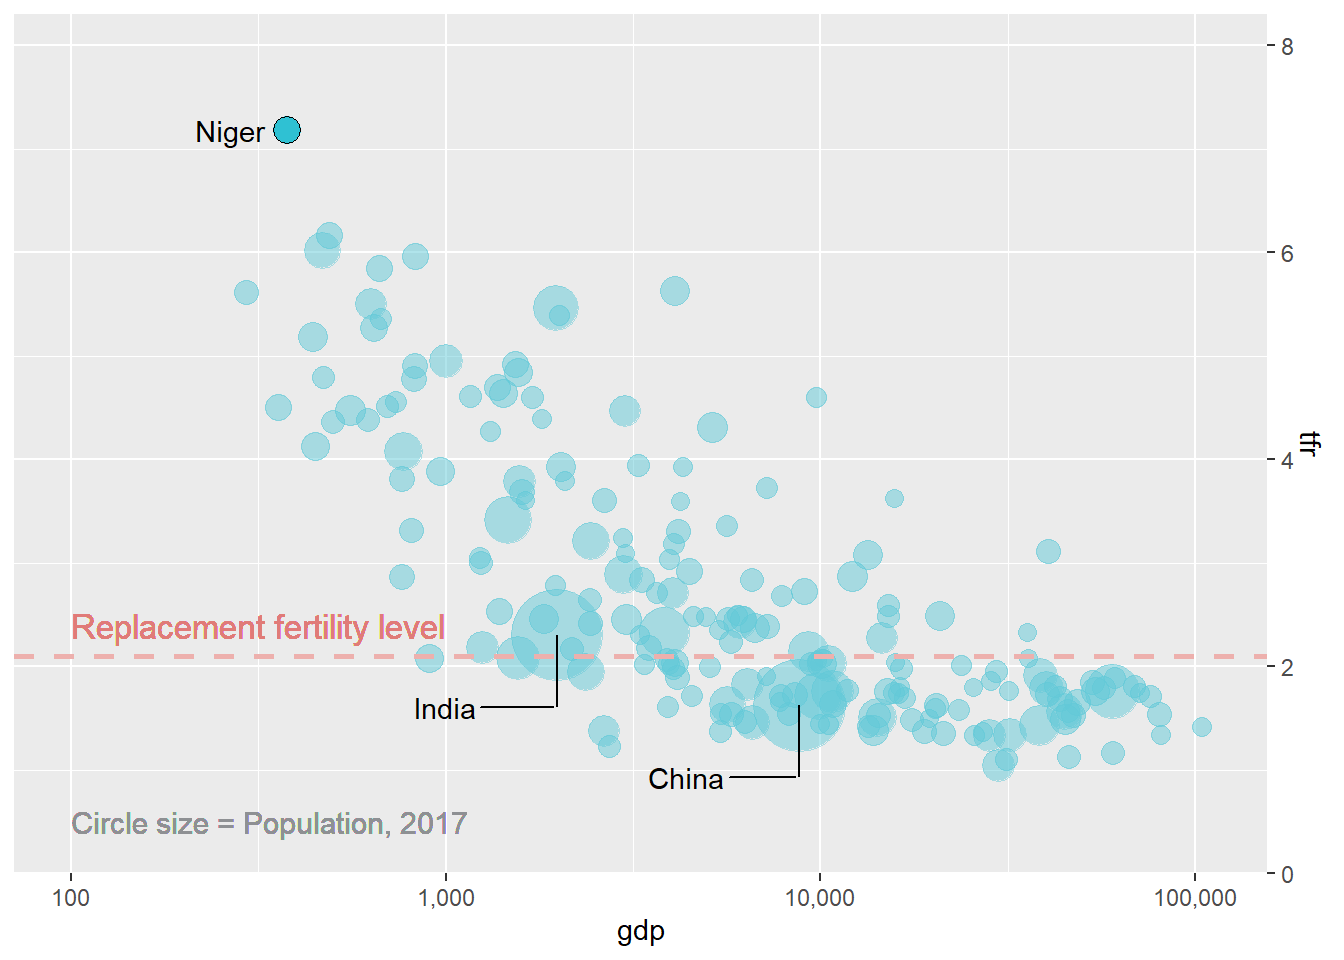 8
Niger
6
tfr
4
Replacement fertility level
2
India
China
Circle size = Population, 2017
0
100
1,000
10,000
100,000
gdp